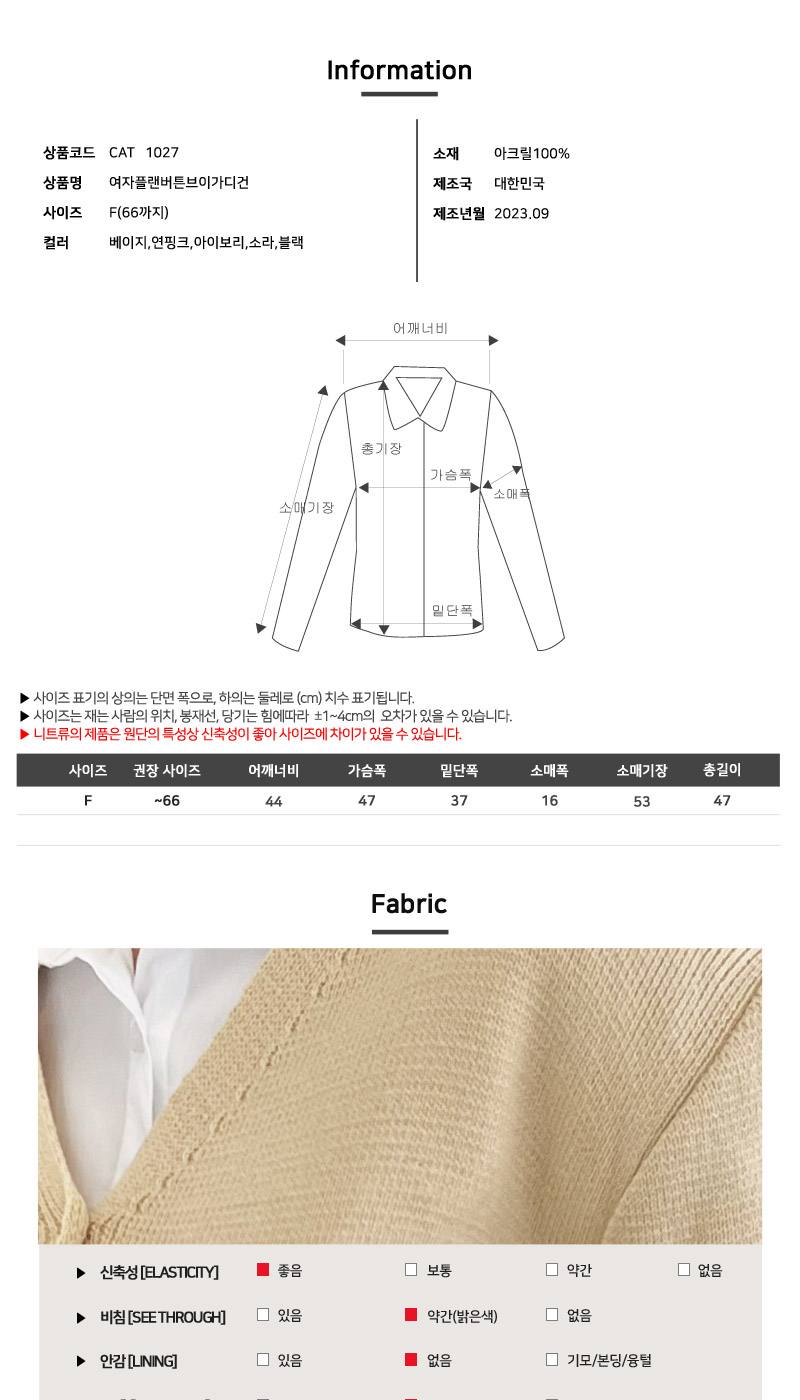 Information
상품코드 CAT 1027
상품명 여자플랜버튼브이가디건
사이즈 F(66까지)
컬러 베이지,연핑크,아이보리,소라,블랙
소재 아크릴100%
제조국 대한민국
제조년월 2023.09
어깨너비
총기장
가슴폭
소매폭
소매기장
밑단폭
▶ 사이즈 표기의 상의는 단면 폭으로, 하의는 둘레로 (cm) 치수 표기됩니다.
▶ 사이즈는 재는 사람의 위치, 봉재선, 당기는 힘에따라 ±1~4cm의 오차가 있을 수 있습니다.
▶ 니트류의 제품은 원단의 특성상 신축성이 좋아 사이즈에 차이가 있을 수 있습니다.
사이즈 권장 사이즈 어깨너비 가슴폭 밑단폭 소매폭 소매기장 총길이
F ~66 44 47 37 16 53 47
Fabric
▶ 신축성 [ELASTICITY] 좋음 보통 약간 없음
▶ 비침 [SEE THROUGH] 있음 약간(밝은색) 없음
▶ 안감 [LINING] 있음 없음 기모/본딩/융털